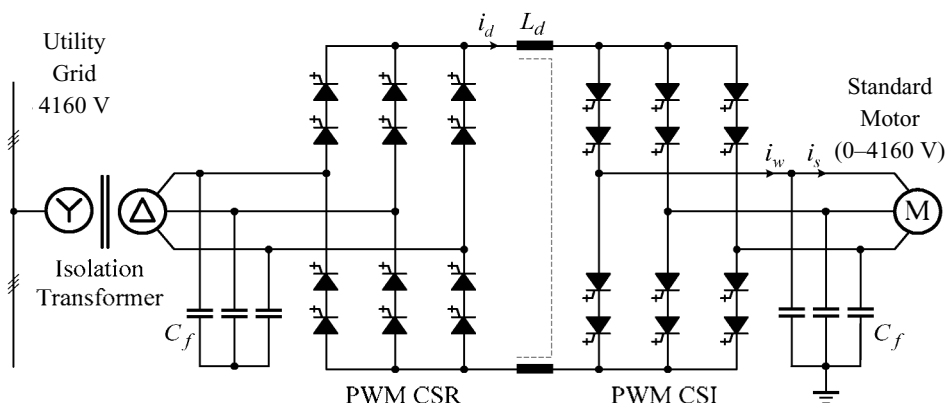 Utility
Grid
4160 V
i_d
L_d
Standard
Motor
(0–4160 V)
i_w
i_s
Y
Δ
M
Isolation
Transformer
C_f
C_f
PWM CSR
PWM CSI